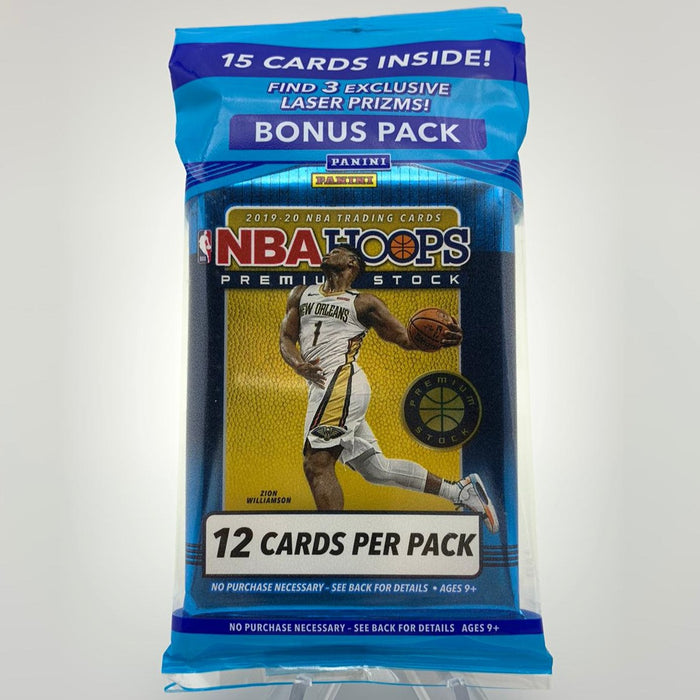 15 CARDS INSIDE!
FIND 3 EXCLUSIVE
LASER PRIZMS!
BONUS PACK
PANINI
PANINI
2019-20 NBA TRADING CARDS
NBA HOOPS
PREMIUM STOCK
NEW ORLEANS
1
PREMIUM
STOCK
ZION
WILLIAMSON
12 CARDS PER PACK
NO PURCHASE NECESSARY – SEE BACK FOR DETAILS • AGES 9+
NO PURCHASE NECESSARY – SEE BACK FOR DETAILS AGES 9+